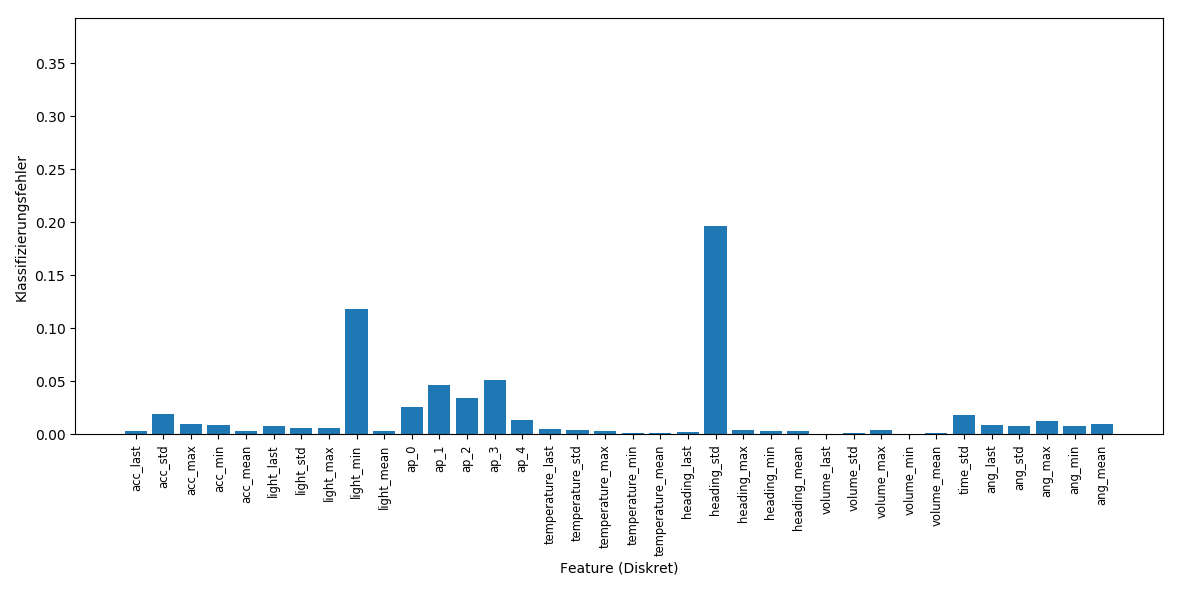 0.35
0.30
0.25
0.20
0.15
0.10
0.05
0.00
Klassifizierungsfehler
acc_last
acc_std
acc_max
acc_min
acc_mean
light_last
light_std
light_max
light_min
light_mean
ap_0
ap_1
ap_2
ap_3
ap_4
temperature_last
temperature_std
temperature_max
temperature_min
temperature_mean
heading_last
heading_std
heading_max
heading_min
heading_mean
volume_last
volume_std
volume_max
volume_min
volume_mean
time_std
ang_last
ang_std
ang_max
ang_min
ang_mean
Feature (Diskret)